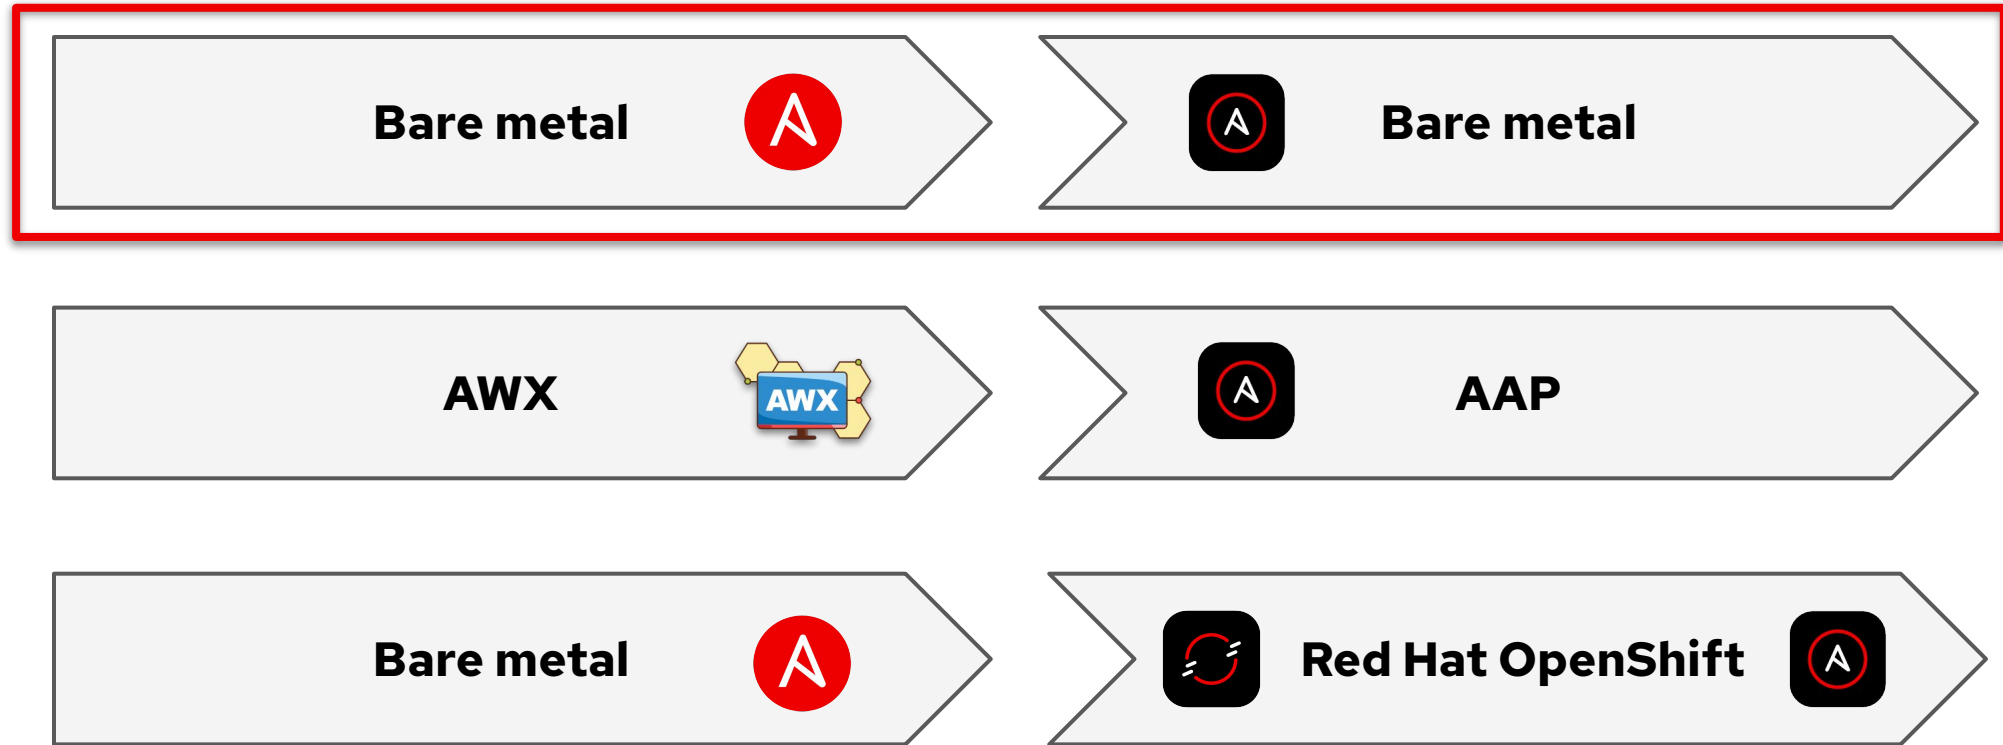 Bare metal
Bare metal
AWX
AWX
AAP
Bare metal
Red Hat OpenShift